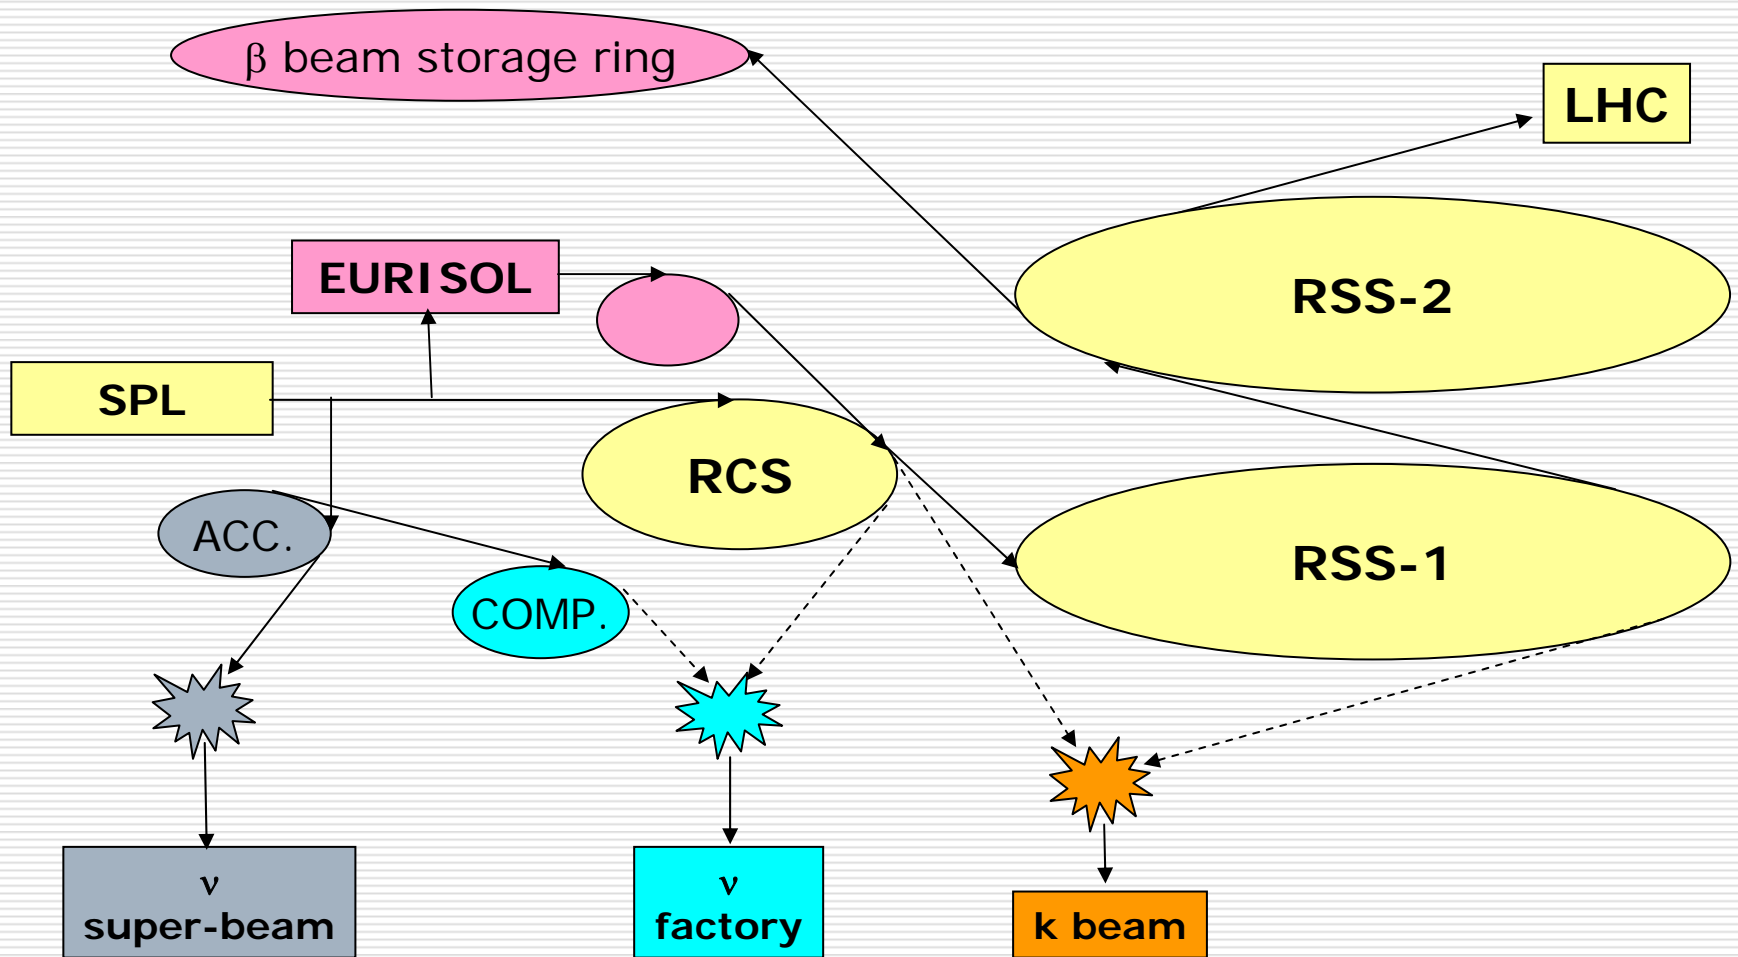 β beam storage ring
LHC
EURISOL
RSS-2
SPL
RCS
ACC.
RSS-1
COMP.
ν
super-beam
ν
factory
k beam